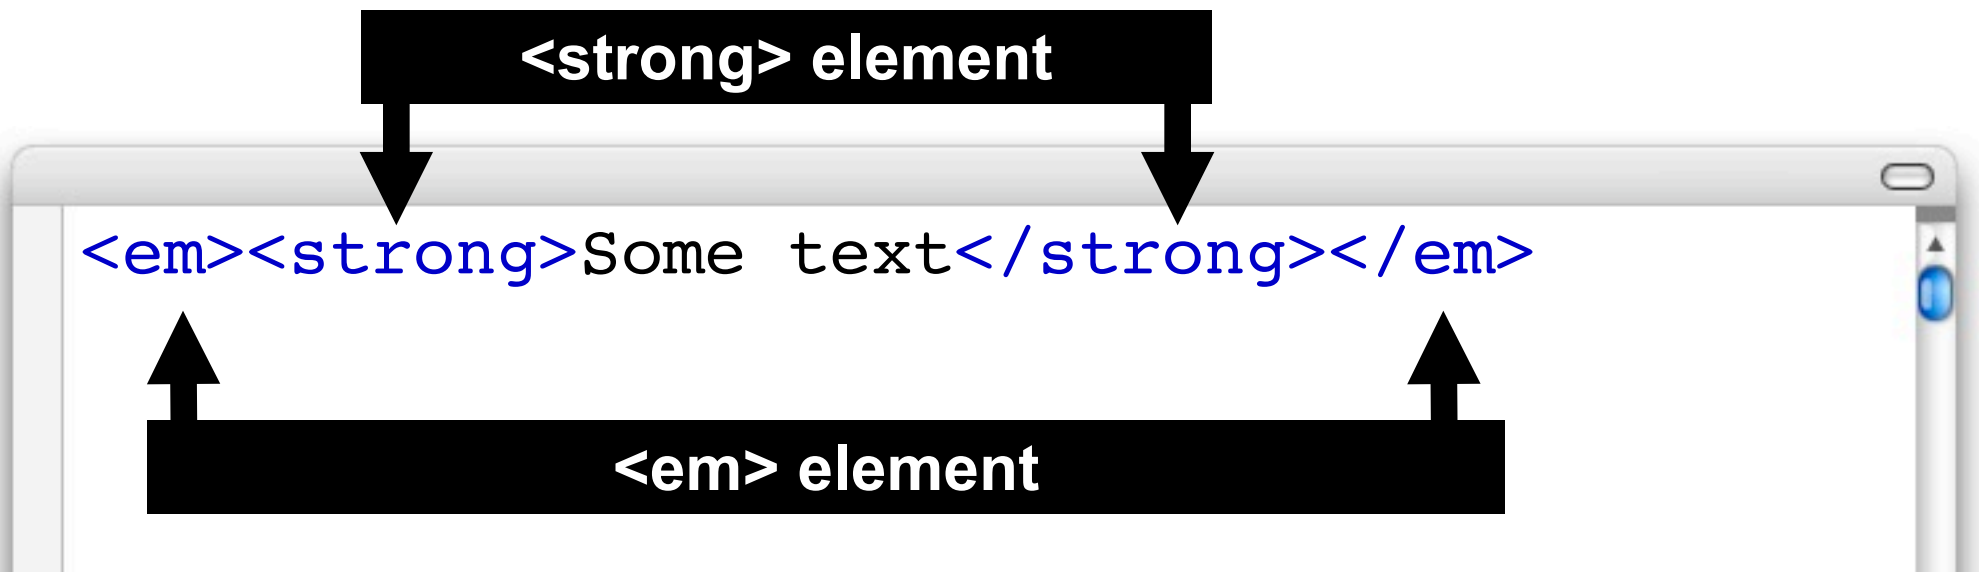 <strong> element
<em><strong>Some text</strong></em>
<em> element